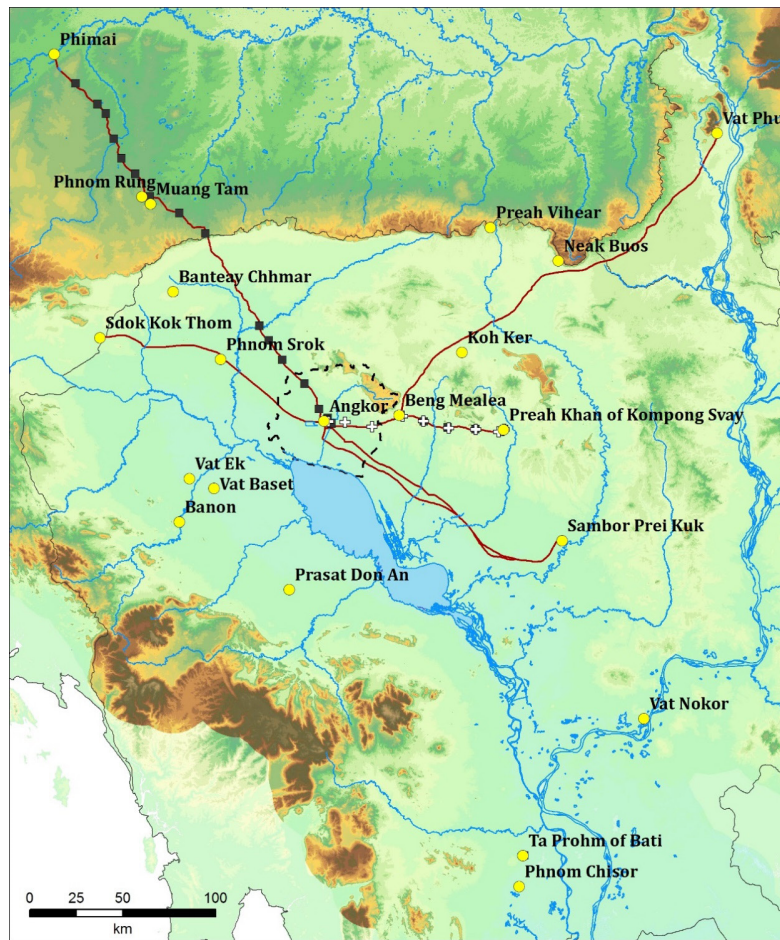 Phimai
Vat Phu
Phnom Rung
Muang Tam
Preah Vihear
Neak Buos
Banteay Chhmar
Sdok Kok Thom
Phnom Srok
Koh Ker
Angkor
Beng Mealea
Preah Khan of Kompong Svay
Vat Ek
Vat Baset
Banon
Sambor Prei Kuk
Prasat Don An
Vat Nokor
Ta Prohm of Bati
Phnom Chisor
0 25 50 100
km